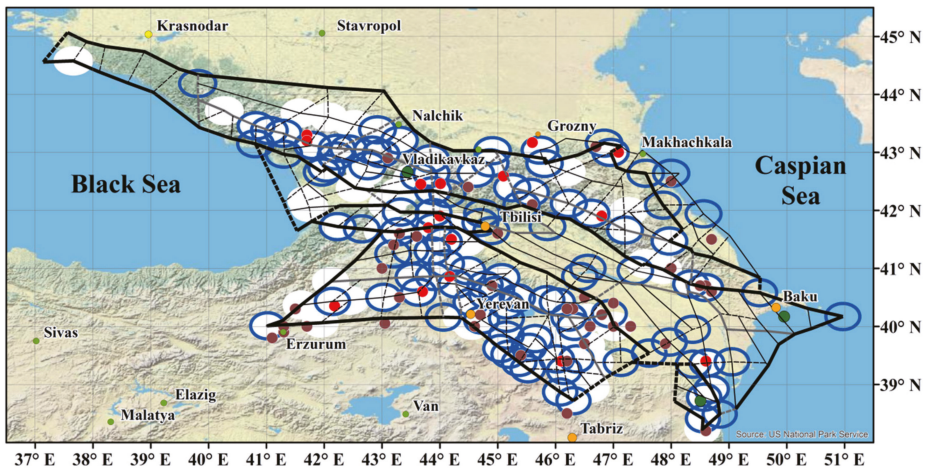 Krasnodar
Stavropol
45° N
44° N
Nalchik
Grozny
Makhachkala
43° N
Vladikavkaz
Black Sea
Caspian
Sea
Tbilisi
42° N
41° N
Baku
Yerevan
40° N
Sivas
Erzurum
39° N
Elazig
Malatya
Van
Tabriz
Source: US National Park Service
37° E 38° E 39° E 40° E 41° E 42° E 43° E 44° E 45° E 46° E 47° E 48° E 49° E 50° E 51° E